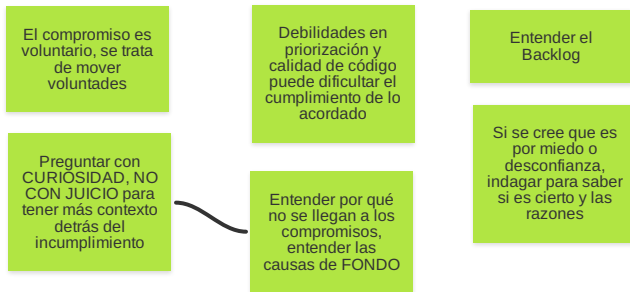 El compromiso es
voluntario, se trata
de mover
voluntades
Debilidades en
priorización y
calidad de código
puede dificultar el
cumplimiento de lo
acordado
Entender el
Backlog
Preguntar con
CURIOSIDAD, NO
CON JUICIO para
tener más contexto
detrás del
incumplimiento
Entender por qué
no se llegan a los
compromisos,
entender las
causas de FONDO
Si se cree que es
por miedo o
desconfianza,
indagar para saber
si es cierto y las
razones